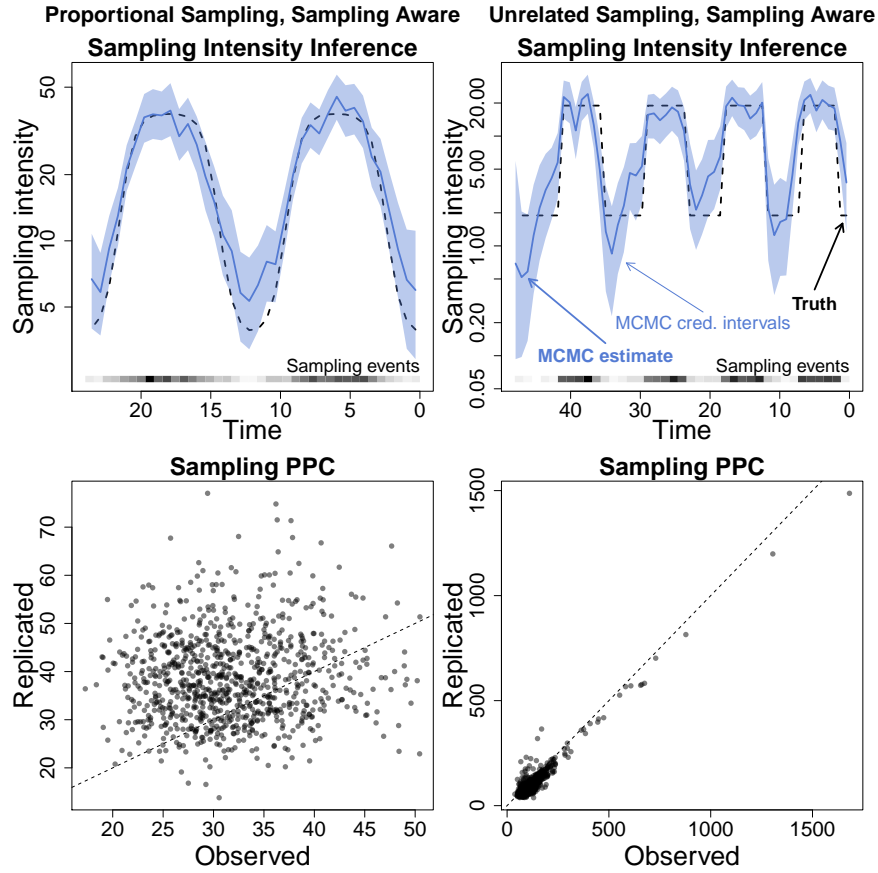 Proportional Sampling, Sampling Aware
Sampling Intensity Inference
Sampling intensity
50
20
10
5
Sampling events
20
15
10
5
0
Time
Unrelated Sampling, Sampling Aware
Sampling Intensity Inference
Sampling intensity
20.00
5.00
1.00
0.20
0.05
Truth
MCMC cred. intervals
MCMC estimate
Sampling events
40
30
20
10
0
Time
Sampling PPC
Replicated
70
60
50
40
30
20
20
25
30
35
40
45
50
Observed
Sampling PPC
Replicated
1500
1000
500
0
0
500
1000
1500
Observed